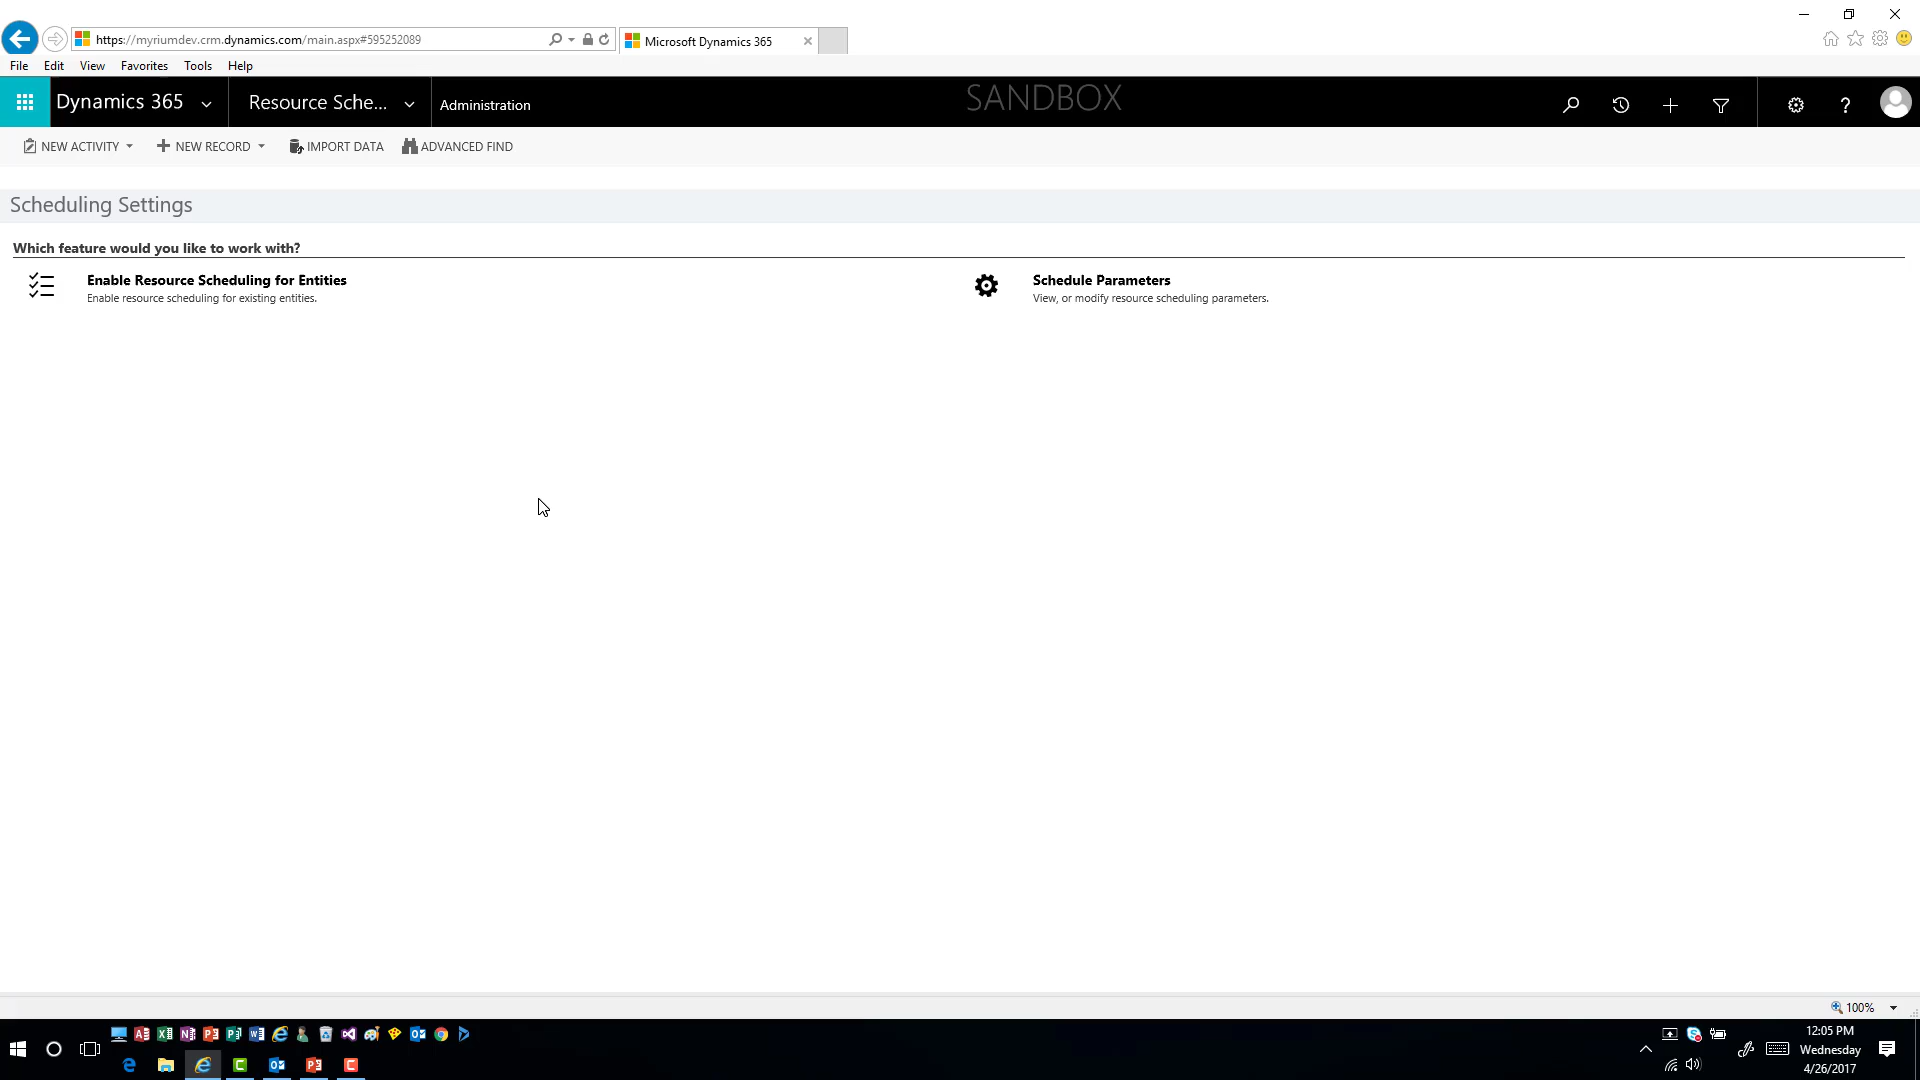 https://myriumdev.crm.dynamics.com/main.aspx#595252089
Microsoft Dynamics 365
File Edit View Favorites Tools Help
Dynamics 365
Resource Sche...
Administration
SANDBOX
NEW ACTIVITY
NEW RECORD
IMPORT DATA
ADVANCED FIND
Scheduling Settings
Which feature would you like to work with?
Enable Resource Scheduling for Entities
Enable resource scheduling for existing entities.
Schedule Parameters
View, or modify resource scheduling parameters.
100%
12:05 PM
Wednesday
4/26/2017